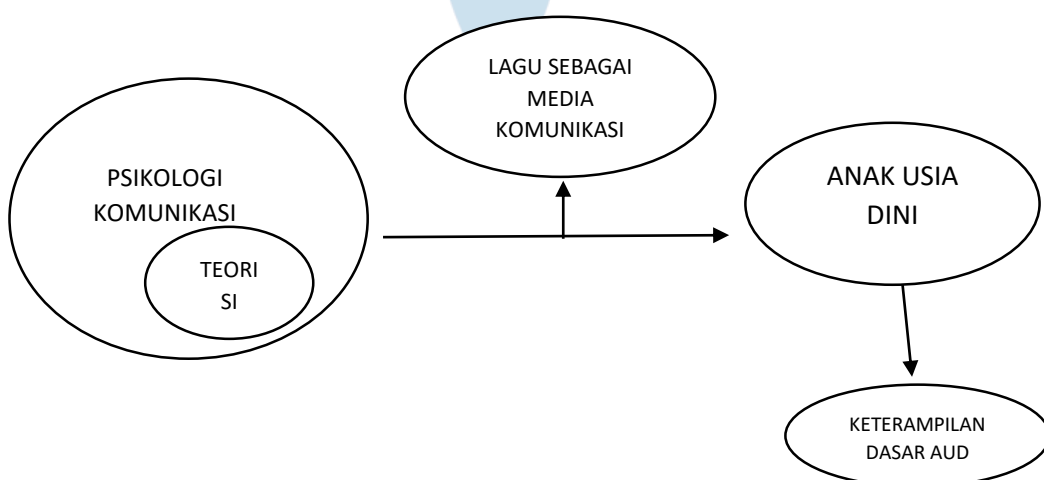 LAGU SEBAGAI
MEDIA
KOMUNIKASI
PSIKOLOGI
KOMUNIKASI
TEORI
SI
ANAK USIA
DINI
KETERAMPILAN
DASAR AUD